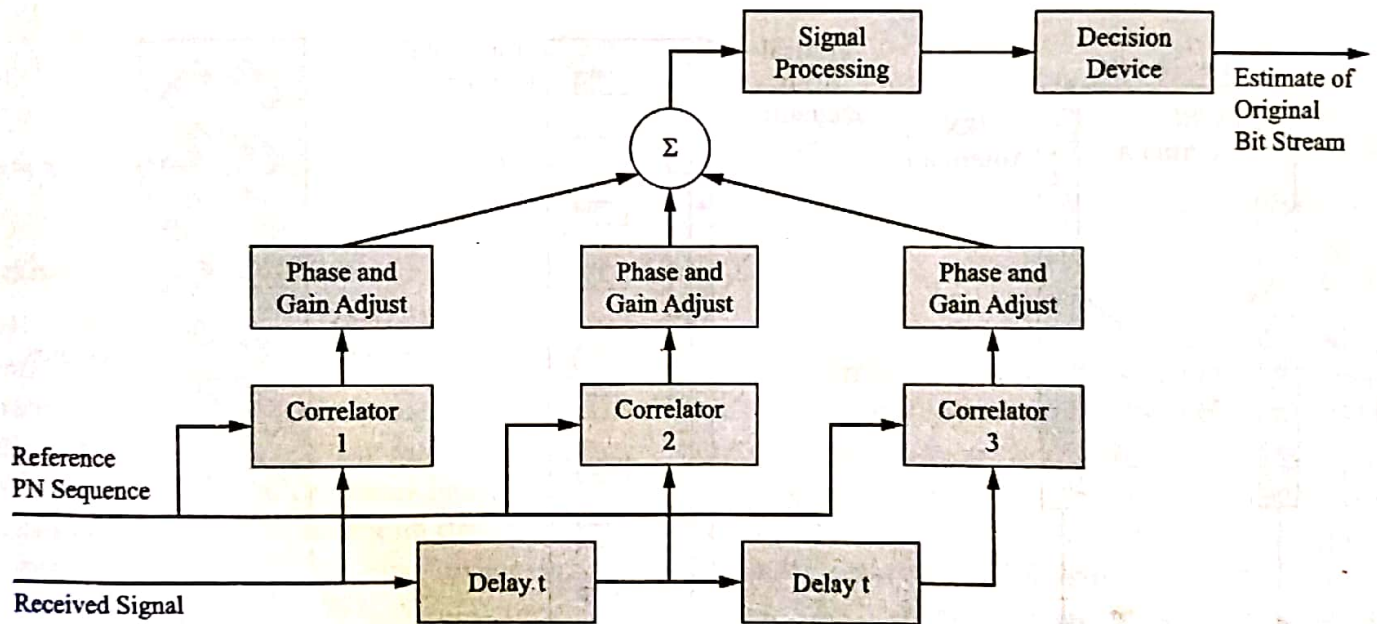 Signal
Processing
Decision
Device
Estimate of
Original
Bit Stream
Σ
Phase and
Gain Adjust
Phase and
Gain Adjust
Phase and
Gain Adjust
Correlator
1
Correlator
2
Correlator
3
Reference
PN Sequence
Delay t
Delay t
Received Signal